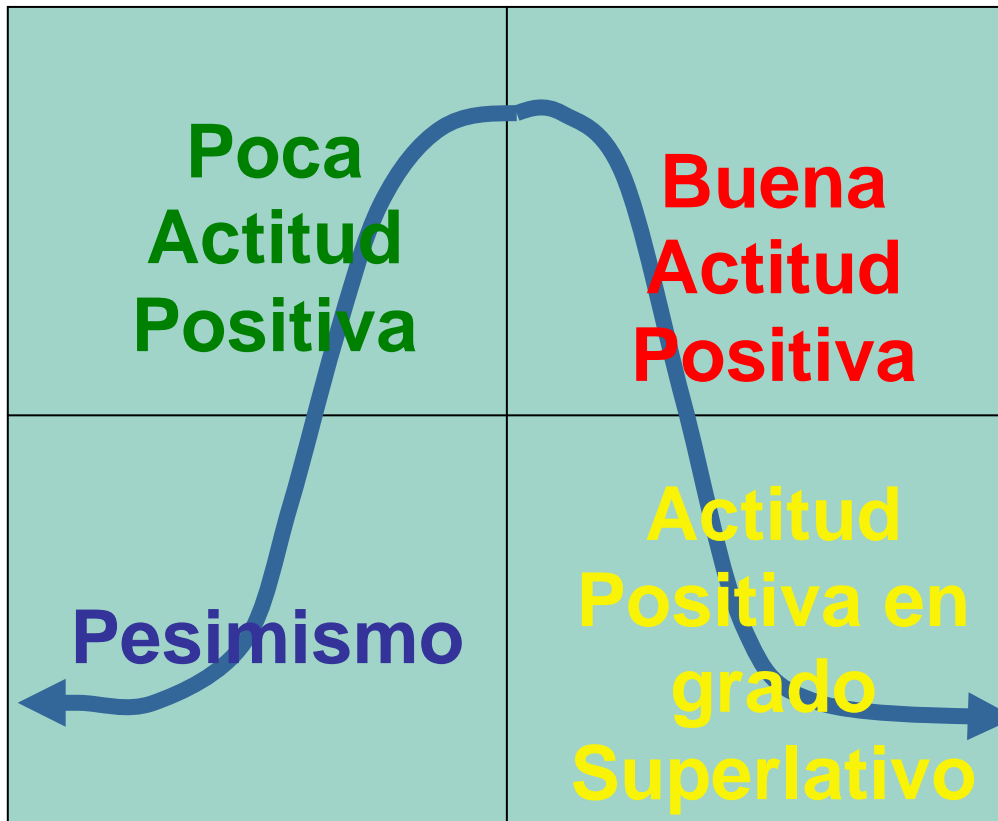 Poca
Actitud
Positiva
Buena
Actitud
Positiva
Pesimismo
Actitud
Positiva en
grado
Superlativo